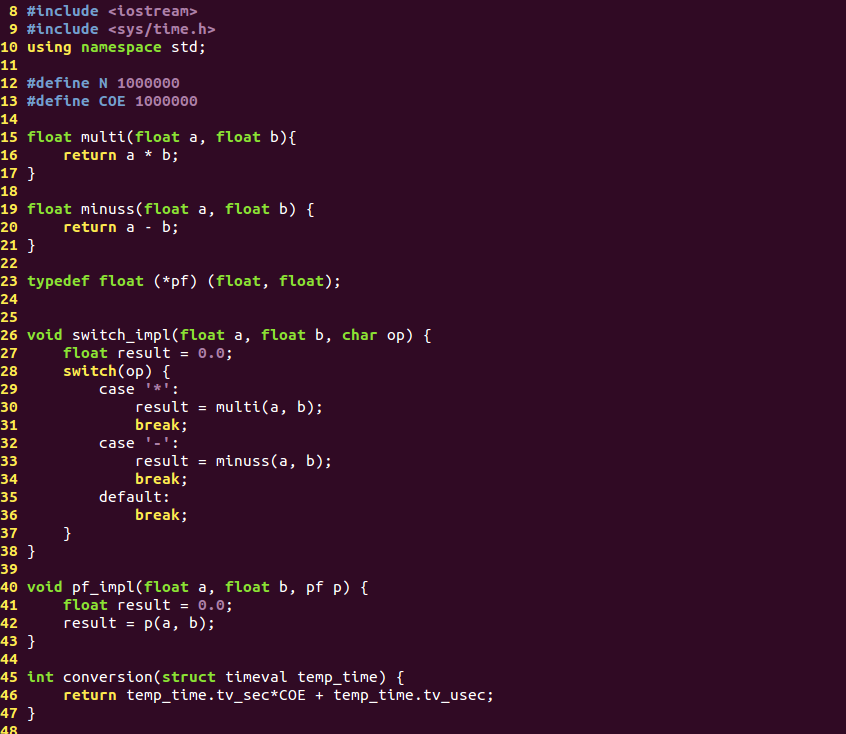 8 #include <iostream>
9 #include <sys/time.h>
10 using namespace std;
11
12 #define N 1000000
13 #define COE 1000000
14
15 float multi(float a, float b){
16     return a * b;
17 }
18
19 float minuss(float a, float b) {
20     return a - b;
21 }
22
23 typedef float (*pf) (float, float);
24
25
26 void switch_impl(float a, float b, char op) {
27     float result = 0.0;
28     switch(op) {
29         case '*':
30             result = multi(a, b);
31             break;
32         case '-':
33             result = minuss(a, b);
34             break;
35         default:
36             break;
37     }
38 }
39
40 void pf_impl(float a, float b, pf p) {
41     float result = 0.0;
42     result = p(a, b);
43 }
44
45 int conversion(struct timeval temp_time) {
46     return temp_time.tv_sec*COE + temp_time.tv_usec;
47 }
48